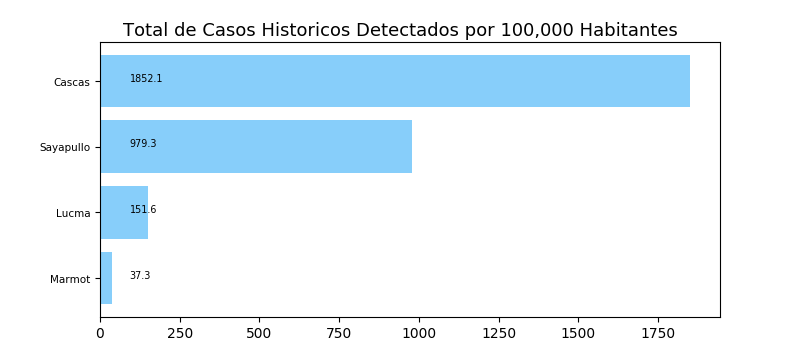 Total de Casos Historicos Detectados por 100,000 Habitantes
Cascas 1852.1
Sayapullo 979.3
Lucma 151.6
Marmot 37.3
0 250 500 750 1000 1250 1500 1750